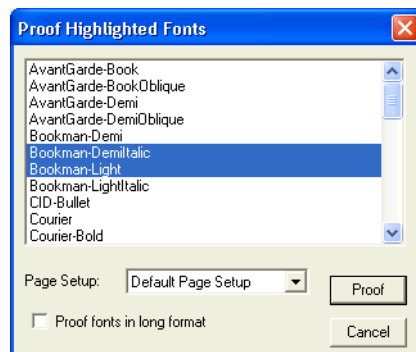 Proof Highlighted Fonts
AvantGarde-Book
AvantGarde-BookOblique
AvantGarde-Demi
AvantGarde-DemiOblique
Bookman-Demi
Bookman-DemiItalic
Bookman-Light
Bookman-LightItalic
CID-Bullet
Courier
Courier-Bold
Page Setup: Default Page Setup Proof
Proof fonts in long format
Cancel